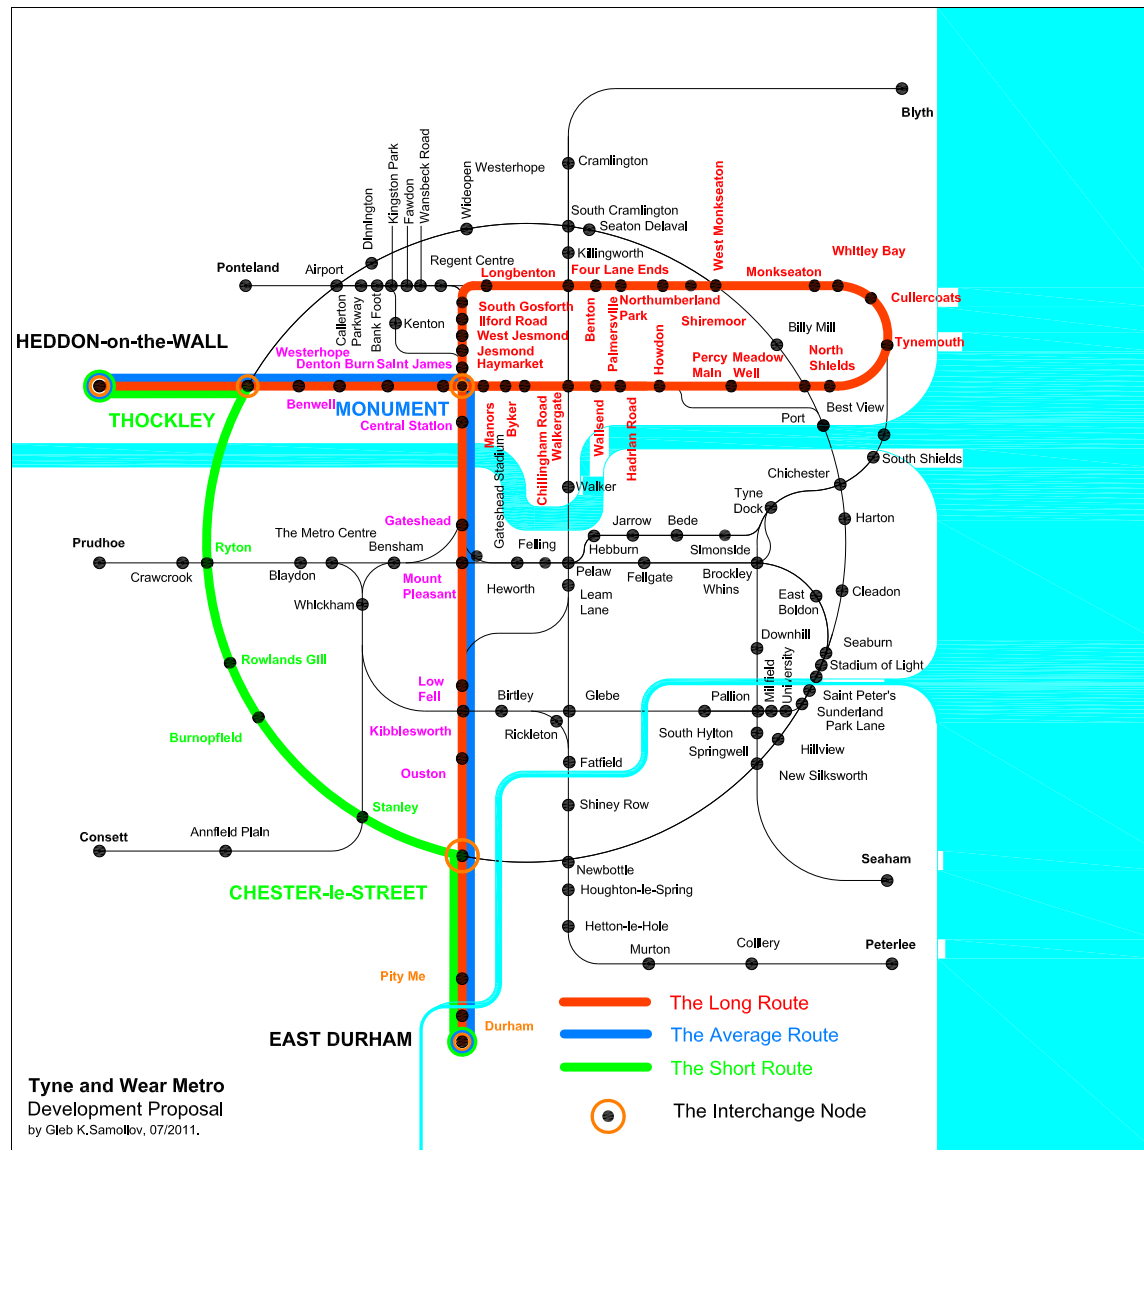 Blyth
Westerhope
Cramlington
Wideopen
Kingston Park
Fawdon
Wansbeck Road
Dinnington
South Cramlington
Seaton Delaval
West Monkseaton
Killingworth
Whitley Bay
Ponteland
Airport
Regent Centre
Longbenton
Four Lane Ends
Monkseaton
Cullercoats
Callerton
Parkway
Bank Foot
Kenton
South Gosforth
Ilford Road
West Jesmond
Jesmond
Haymarket
Benton
Palmersville
Northumberland
Park
Shiremoor
Billy Mill
Tynemouth
HEDDON-on-the-WALL
Westerhope
Denton Burn
Saint James
Howdon
Percy
Main
Meadow
Well
North
Shields
THOCKLEY
Benwell
MONUMENT
Central Station
Manors
Byker
Chillingham Road
Walkergate
Wallsend
Hadrian Road
Port
Best View
South Shields
Gateshead Stadium
Walker
Chichester
Tyne
Dock
Harton
Gateshead
The Metro Centre
Bensham
Felling
Hebburn
Jarrow
Bede
Simonside
Prudhoe
Ryton
Crawcrook
Blaydon
Mount
Pleasant
Heworth
Pelaw
Fellgate
Brockley
Whins
Whickham
Leam
Lane
East
Boldon
Cleadon
Downhill
Seaburn
Rowlands Gill
Stadium of Light
Low
Fell
Birtley
Glebe
Pallion
Millfield
University
Saint Peter's
Sunderland
Park Lane
Burnopfield
Kibblesworth
Rickleton
South Hylton
Springwell
Hillview
Ouston
Fatfield
New Silksworth
Stanley
Shiney Row
Consett
Annfield Plain
Newbottle
Seaham
CHESTER-le-STREET
Houghton-le-Spring
Hetton-le-Hole
Murton
Colliery
Peterlee
Pity Me
The Long Route
Durham
EAST DURHAM
The Average Route
The Short Route
Tyne and Wear Metro
Development Proposal
by Gleb K.Samoilov, 07/2011.
The Interchange Node